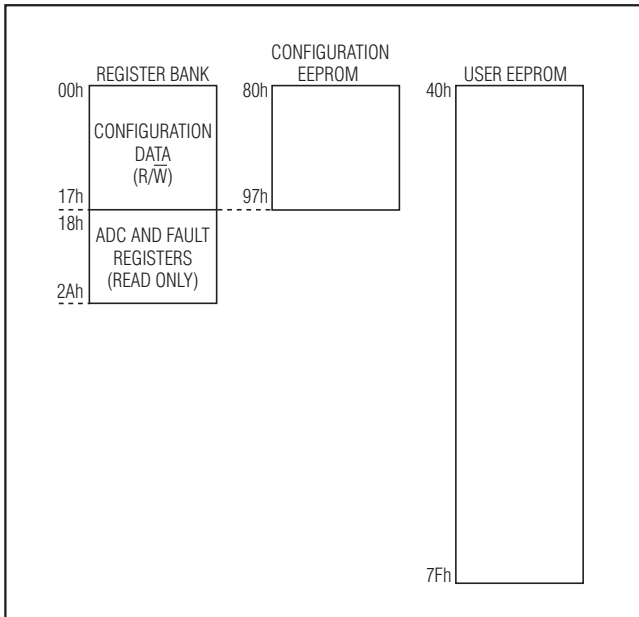 REGISTER BANK
00h
CONFIGURATION
DATA
(R/W̅)
17h
18h
ADC AND FAULT
REGISTERS
(READ ONLY)
2Ah
CONFIGURATION
EEPROM
80h
97h
USER EEPROM
40h
7Fh